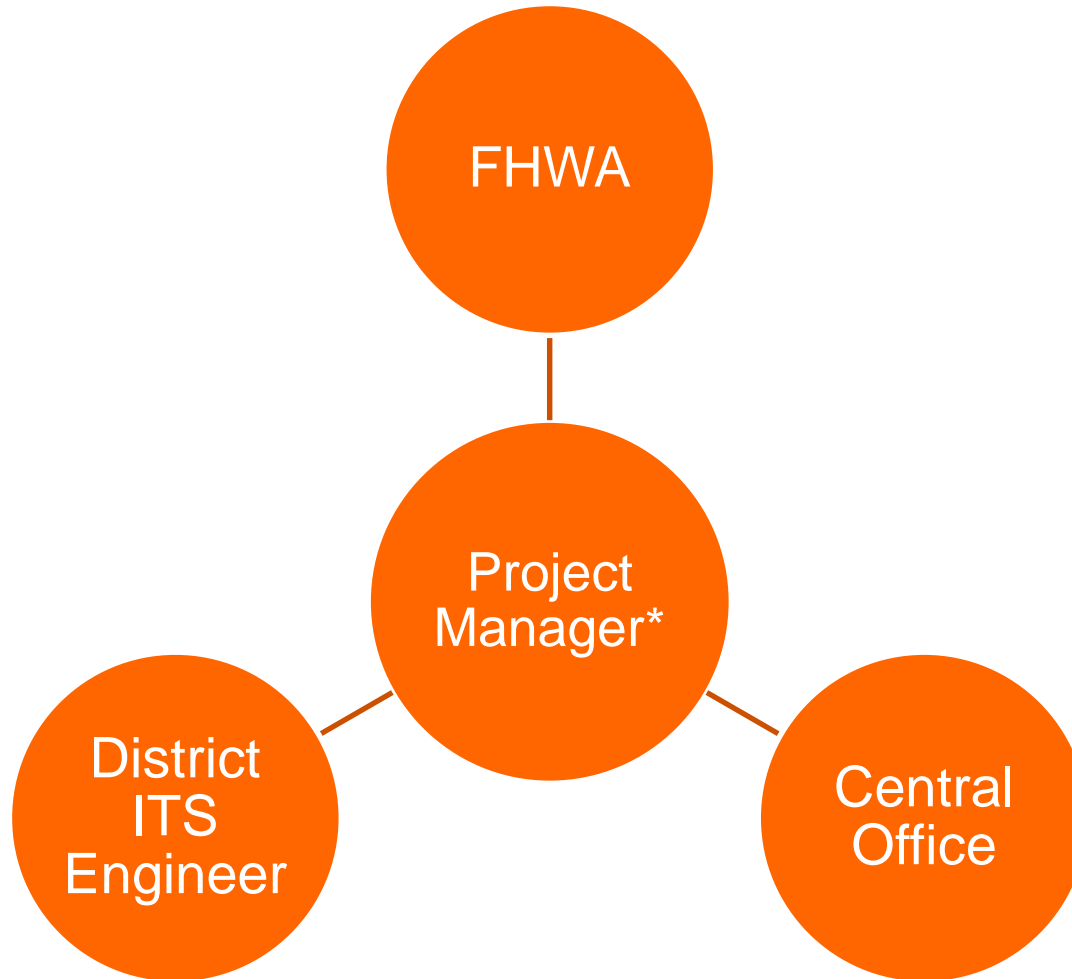 FHWA
Project
Manager*
District
ITS
Engineer
Central
Office